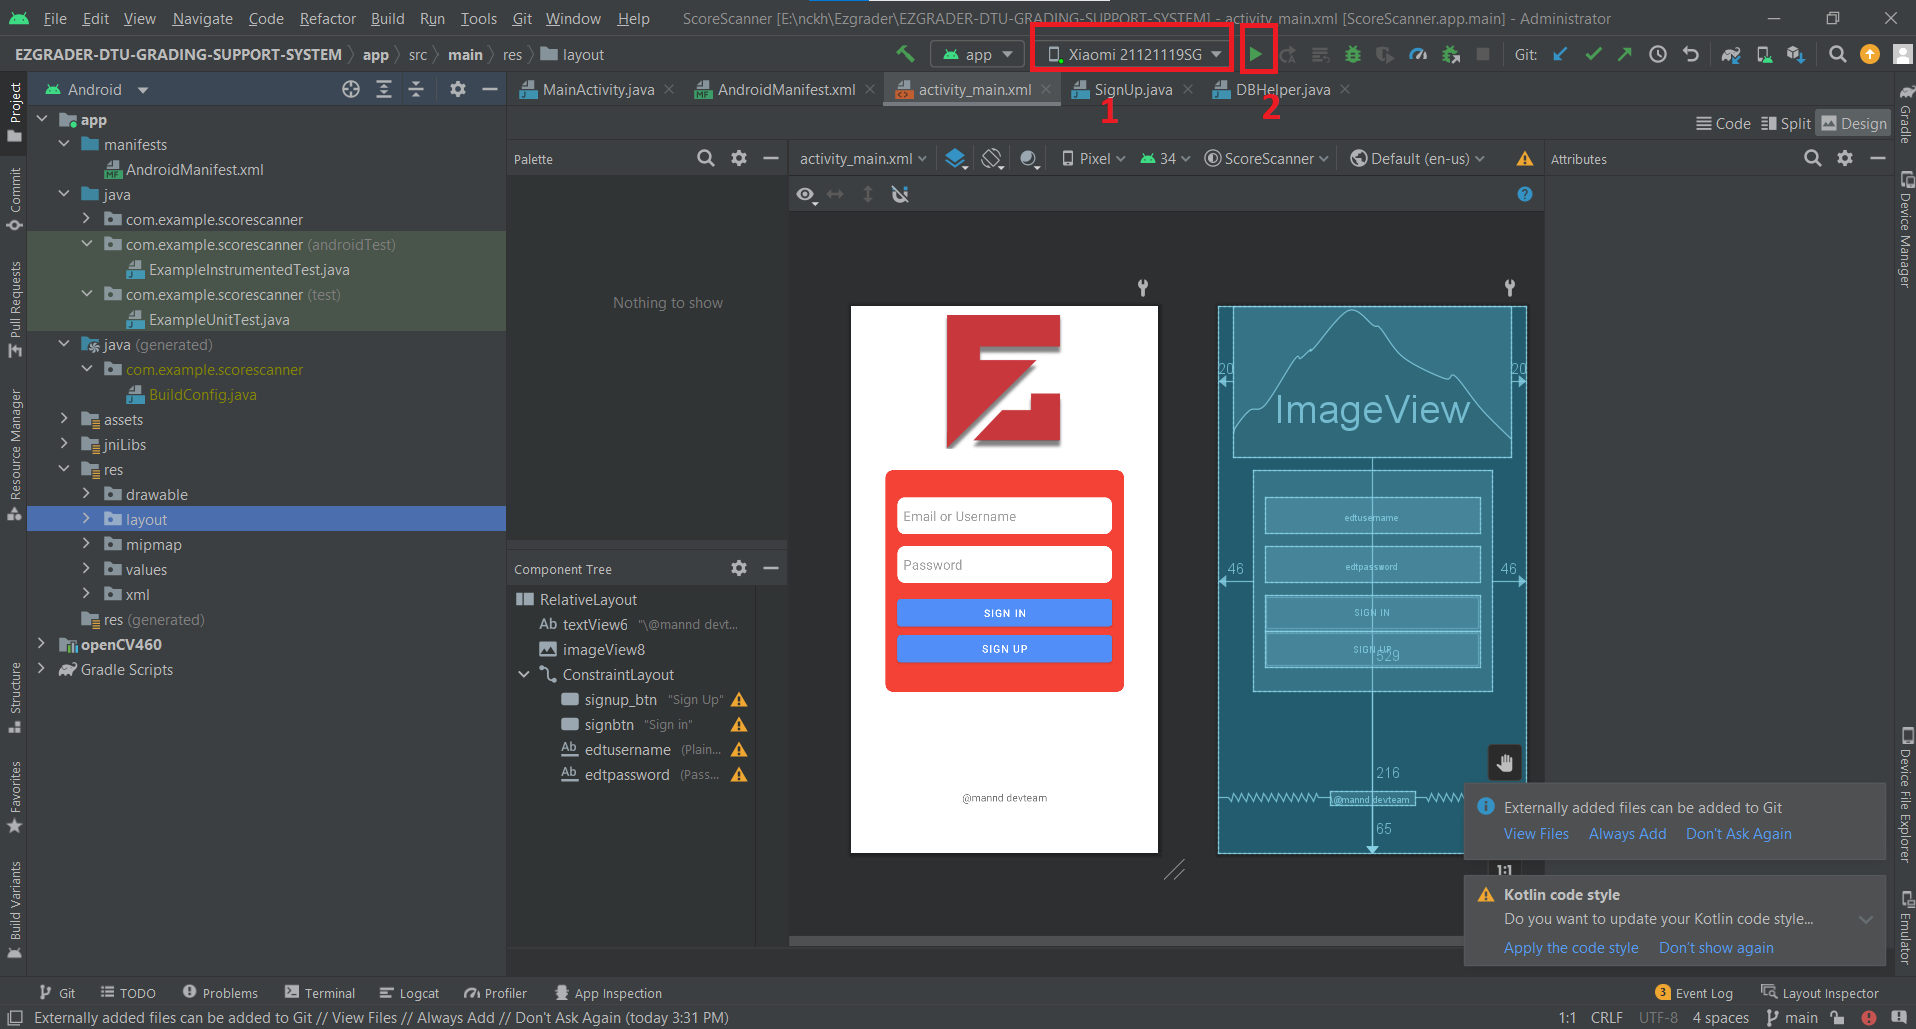 File Edit View Navigate Code Refactor Build Run Tools Git Window Help ScoreScanner [E:\nckh\Ezgrader\EZGRADER-DTU-GRADING-SUPPORT-SYSTEM] - activity_main.xml [ScoreScanner.app.main] - Administrator
EZGRADER-DTU-GRADING-SUPPORT-SYSTEM app src main res layout app Xiaomi 21121119SG Git:
Project
Android
MainActivity.java AndroidManifest.xml activity_main.xml SignUp.java DBHelper.java
1 2
Code Split Design
app
manifests
AndroidManifest.xml
java
com.example.scorescanner
com.example.scorescanner (androidTest)
ExampleInstrumentedTest.java
com.example.scorescanner (test)
ExampleUnitTest.java
java (generated)
com.example.scorescanner
BuildConfig.java
assets
jniLibs
res
drawable
layout
mipmap
values
xml
res (generated)
openCV460
Gradle Scripts
Commit
Pull Requests
Resource Manager
Structure
Favorites
Build Variants
Palette
Nothing to show
Component Tree
RelativeLayout
Ab textView6 "\@mannd devt...
imageView8
ConstraintLayout
signup_btn "Sign Up"
signbtn "Sign in"
Ab edtusername (Plain...
Ab edtpassword (Pass...
activity_main.xml Pixel 34 ScoreScanner Default (en-us)
Email or Username
Password
SIGN IN
SIGN UP
@mannd devteam
20 20
ImageView
edtusername
edtpassword
46 46
SIGN IN
SIGN UP
529
216
\@mannd devteam
65
1:1
Attributes
Gradle
Device Manager
Device File Explorer
Emulator
Externally added files can be added to Git
View Files Always Add Don't Ask Again
Kotlin code style
Do you want to update your Kotlin code style...
Apply the code style Don't show again
Git TODO Problems Terminal Logcat Profiler App Inspection 3 Event Log Layout Inspector
Externally added files can be added to Git // View Files // Always Add // Don't Ask Again (today 3:31 PM) 1:1 CRLF UTF-8 4 spaces main